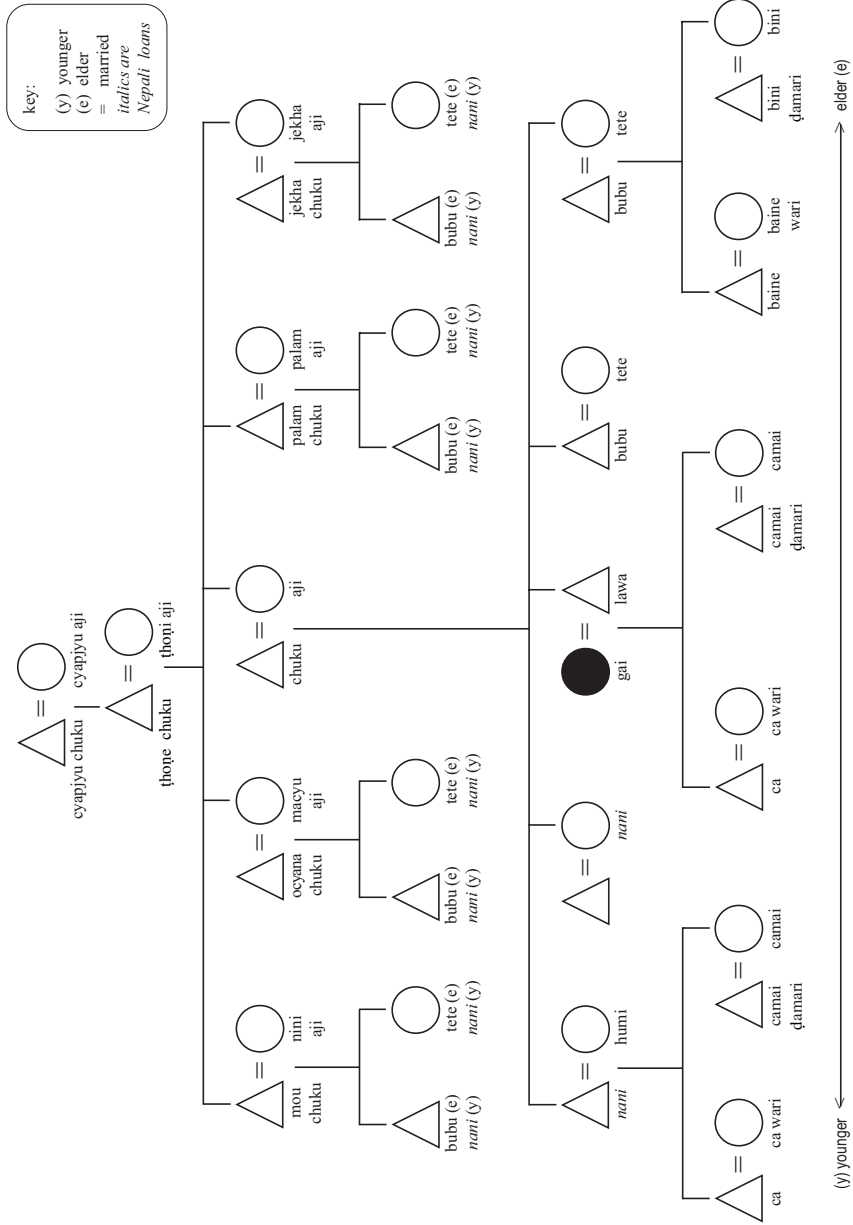 key:
(y) younger
(e) elder
= married
italics are
Nepali loans
=
cyapjyu chuku
cyapjyu aji
=
ṭhoṇe chuku
ṭhoṇi aji
=
mou
chuku
nini
aji
=
ocyana
chuku
macyu
aji
=
chuku
aji
=
palam
chuku
palam
aji
=
jekha
chuku
jekha
aji
bubu (e)
nani (y)
tete (e)
nani (y)
bubu (e)
nani (y)
tete (e)
nani (y)
bubu (e)
nani (y)
tete (e)
nani (y)
bubu (e)
nani (y)
tete (e)
nani (y)
=
nani
humi
=
nani
=
gai
lawa
=
bubu
tete
=
bubu
tete
=
ca
ca wari
=
camai
ḍamari
camai
=
ca
ca wari
=
camai
ḍamari
camai
=
baine
baine
wari
=
bini
ḍamari
bini
(y) younger
elder (e)